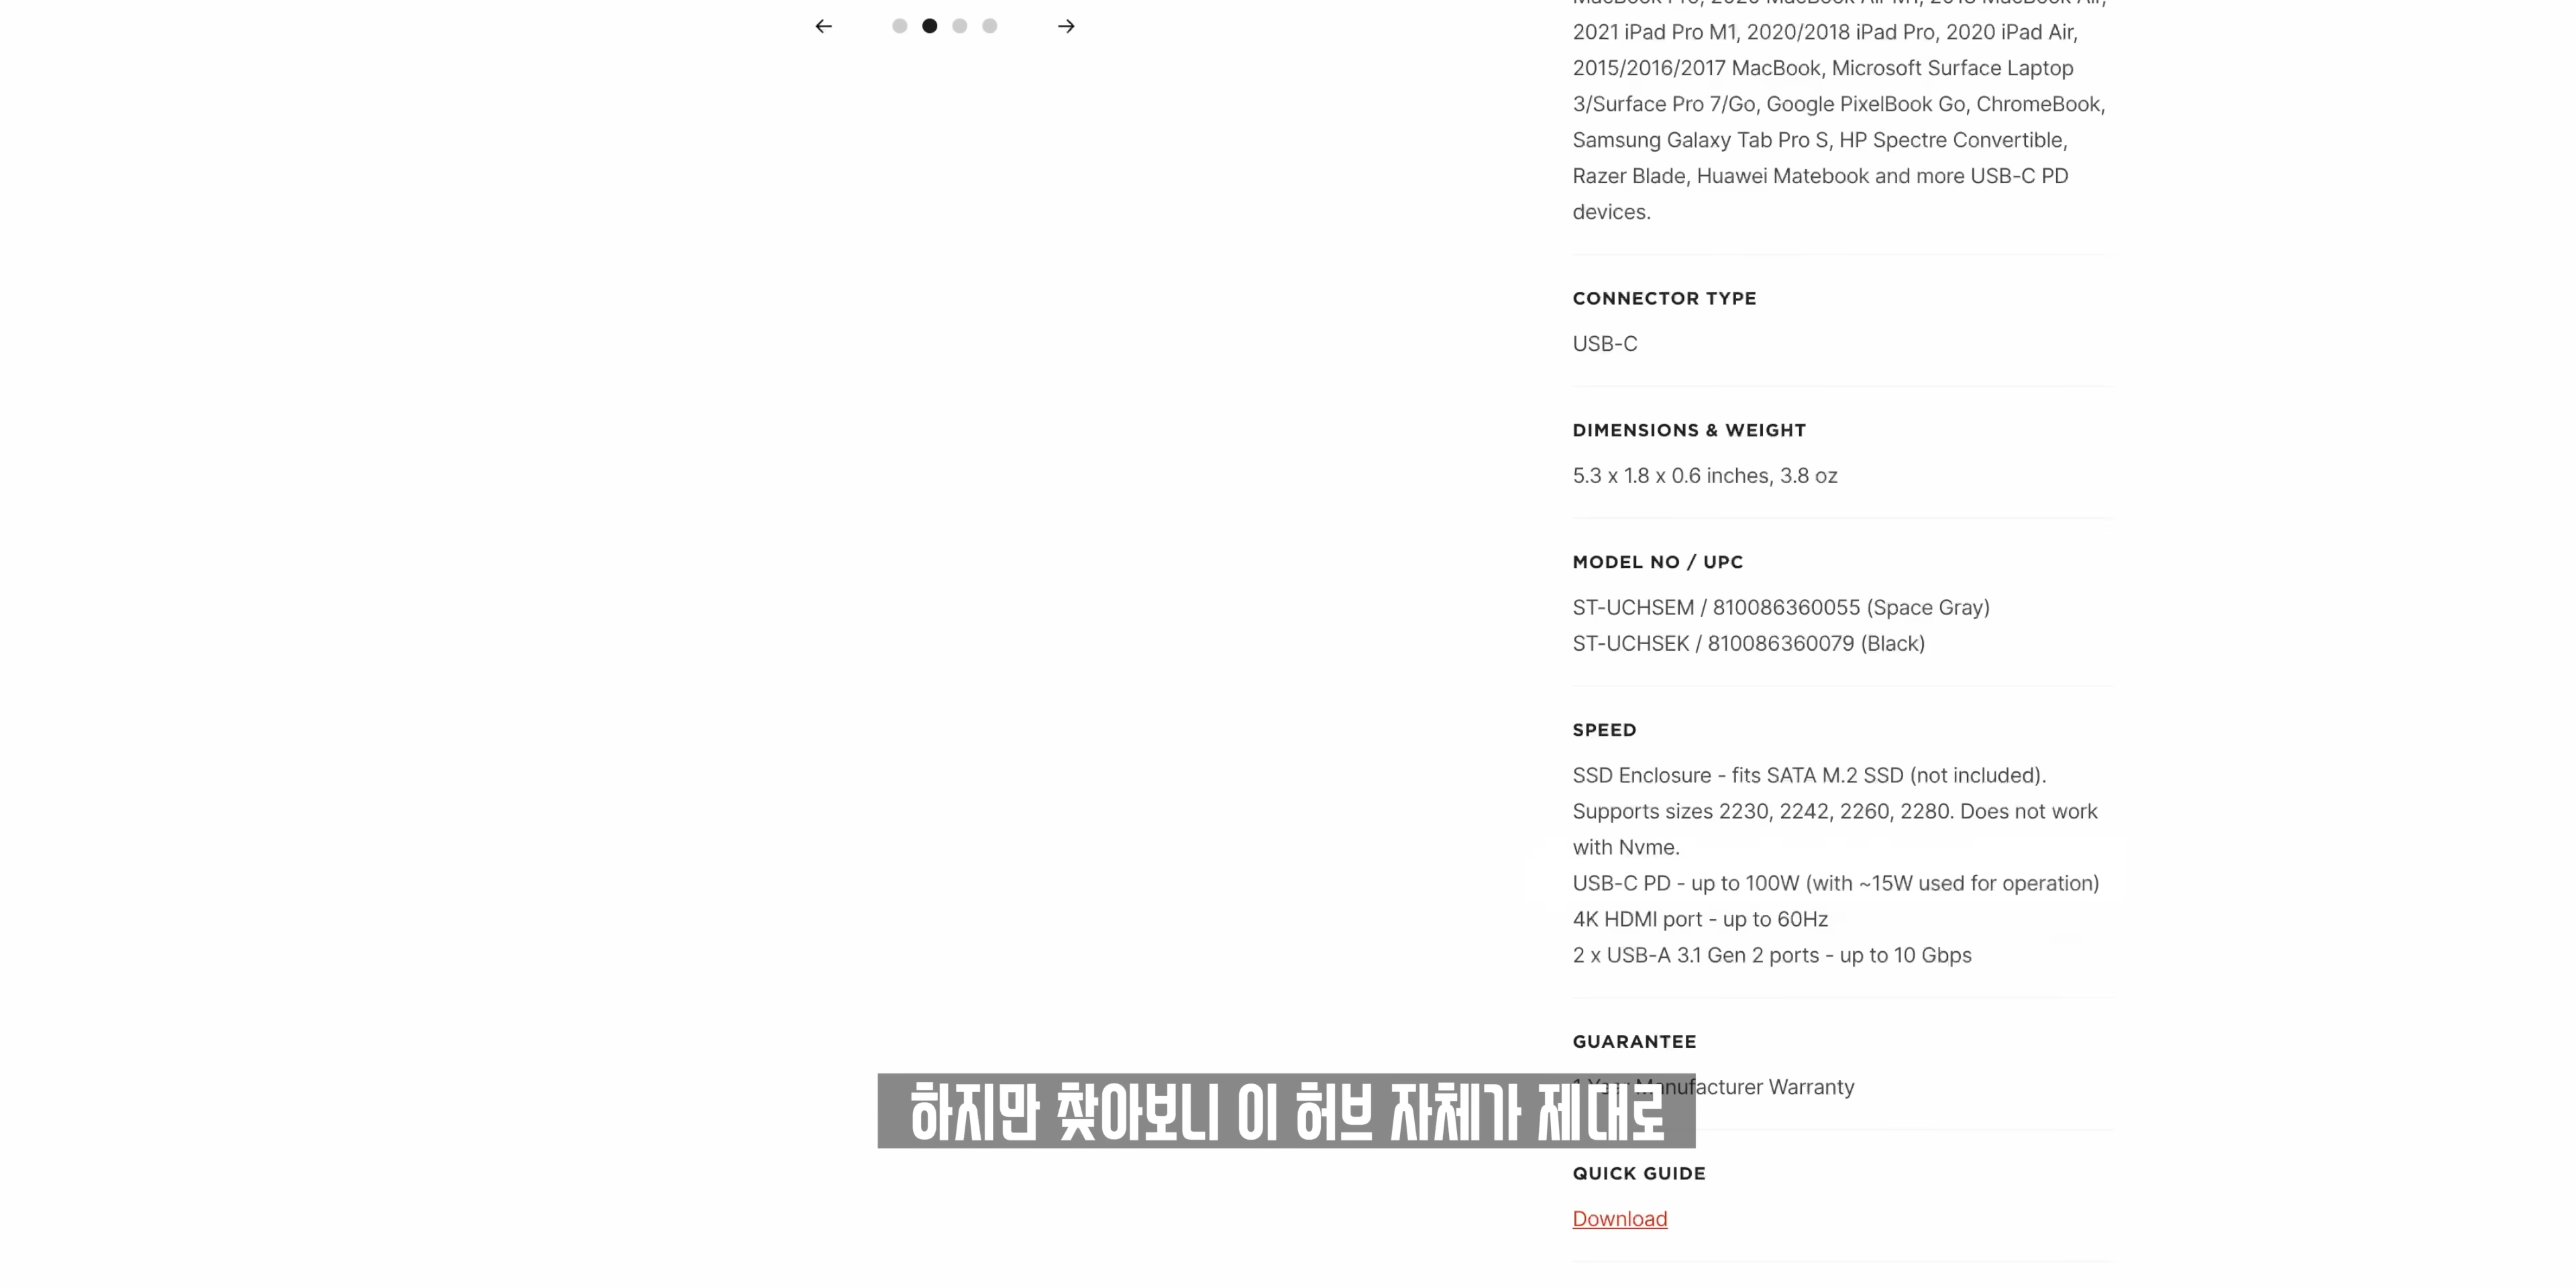 2021 iPad Pro M1, 2020/2018 iPad Pro, 2020 iPad Air,
2015/2016/2017 MacBook, Microsoft Surface Laptop
3/Surface Pro 7/Go, Google PixelBook Go, ChromeBook,
Samsung Galaxy Tab Pro S, HP Spectre Convertible,
Razer Blade, Huawei Matebook and more USB-C PD
devices.
CONNECTOR TYPE
USB-C
DIMENSIONS & WEIGHT
5.3 x 1.8 x 0.6 inches, 3.8 oz
MODEL NO / UPC
ST-UCHSEM / 810086360055 (Space Gray)
ST-UCHSEK / 810086360079 (Black)
SPEED
SSD Enclosure - fits SATA M.2 SSD (not included).
Supports sizes 2230, 2242, 2260, 2280. Does not work
with Nvme.
USB-C PD - up to 100W (with ~15W used for operation)
4K HDMI port - up to 60Hz
2 x USB-A 3.1 Gen 2 ports - up to 10 Gbps
GUARANTEE
1 Year Manufacturer Warranty
하지만 찾아보니 이 허브 자체가 제대로
QUICK GUIDE
Download